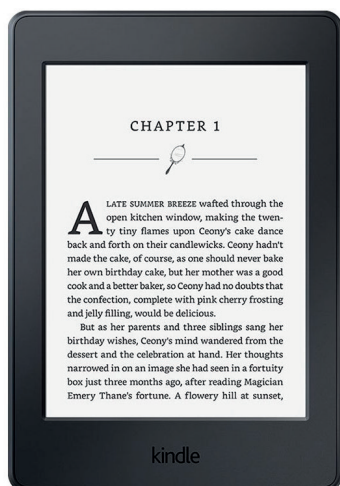 CHAPTER 1
A LATE SUMMER BREEZE wafted through the
open kitchen window, making the twen-
ty tiny flames upon Ceony's cake dance
back and forth on their candlewicks. Ceony hadn't
made the cake, of course, as one should never bake
her own birthday cake, but her mother was a good
cook and a better baker, so Ceony had no doubts that
the confection, complete with pink cherry frosting
and jelly filling, would be delicious.
But as her parents and three siblings sang her
birthday wishes, Ceony's mind wandered from the
dessert and the celebration at hand. Her thoughts
narrowed in on an image she had seen in a fortuity
box just three months ago, after reading Magician
Emery Thane's fortune. A flowery hill at sunset,
kindle